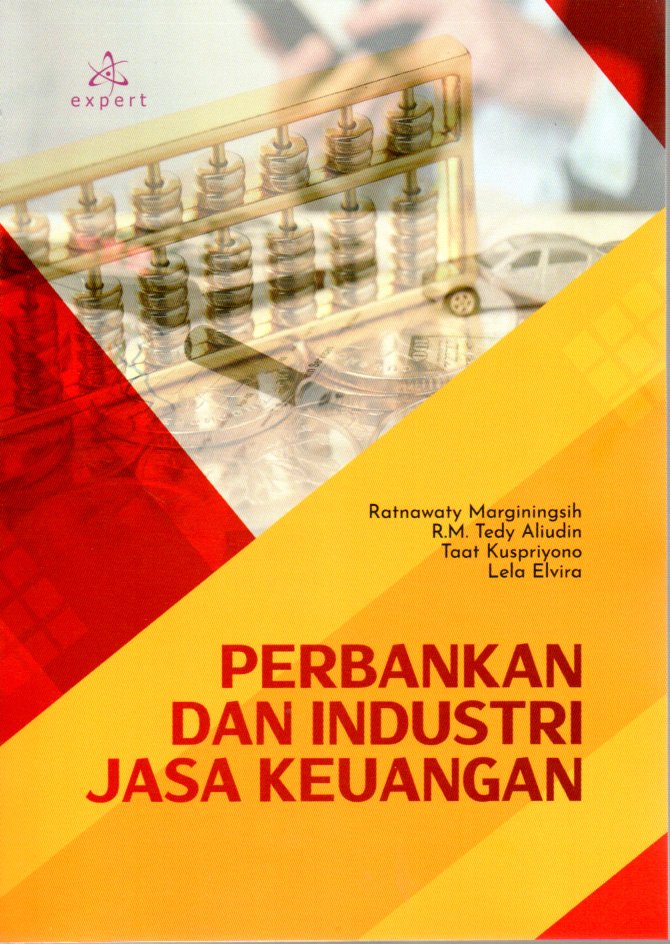 expert
Ratnawaty Marginingsih
R.M. Tedy Aliudin
Taat Kuspriyono
Lela Elvira
PERBANKAN
DAN INDUSTRI
JASA KEUANGAN